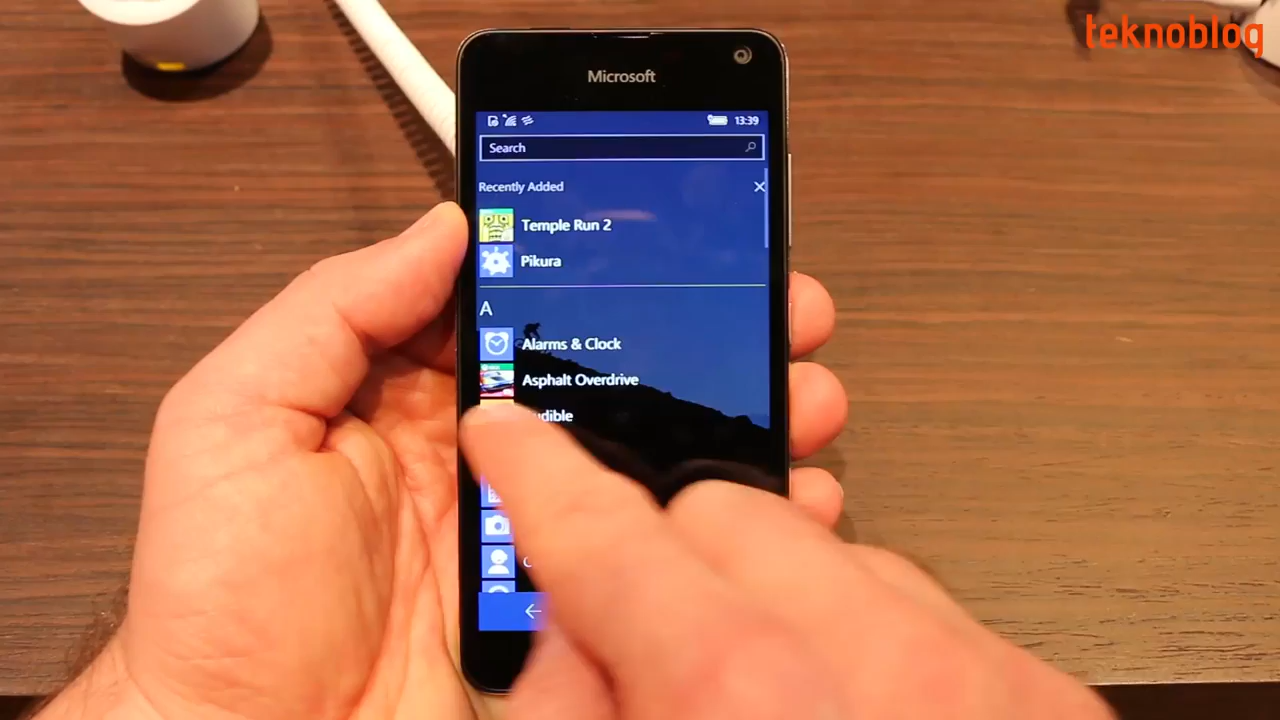 teknoblog
Microsoft
13:39
Search
Recently Added
Temple Run 2
Pikura
A
Alarms & Clock
Asphalt Overdrive